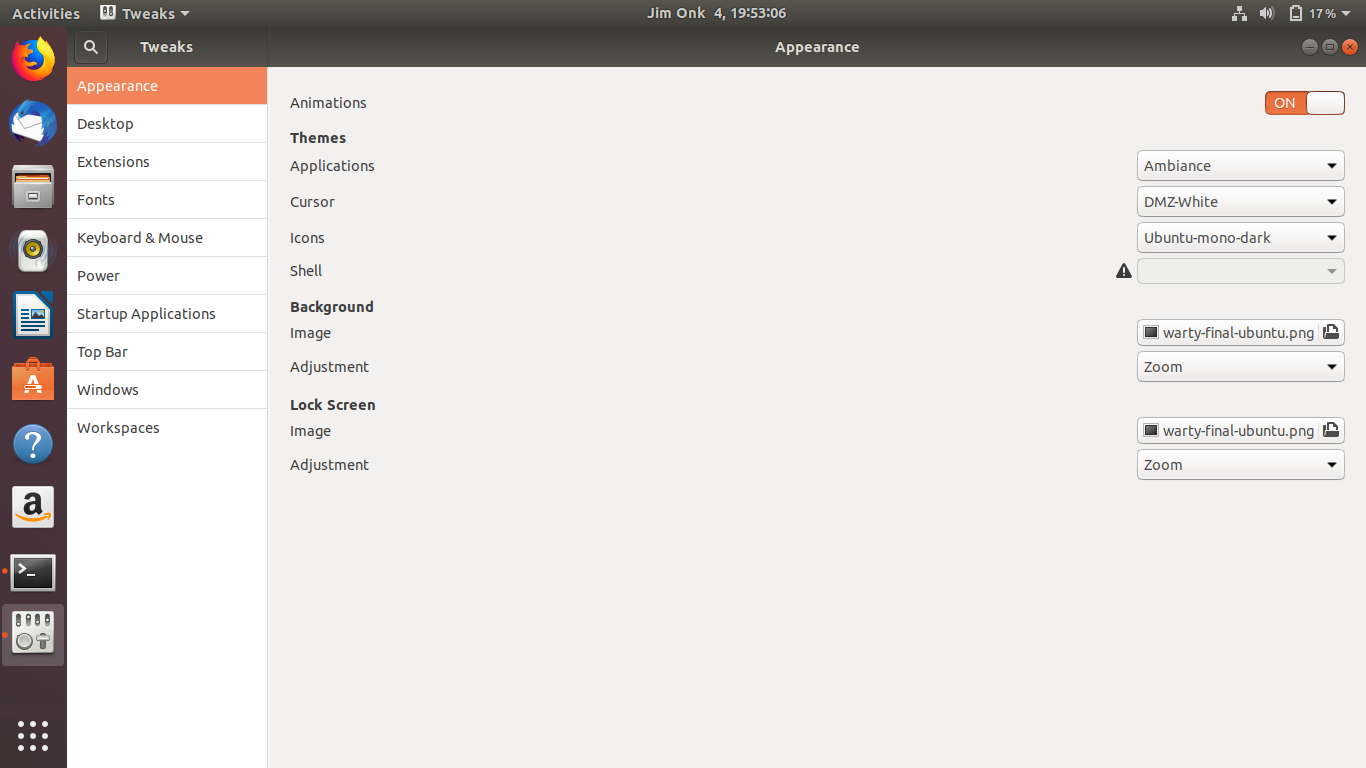 Activities Tweaks Jim Onk 4, 19:53:06 17%
Tweaks Appearance
Appearance
Desktop
Extensions
Fonts
Keyboard & Mouse
Power
Startup Applications
Top Bar
Windows
Workspaces
Animations ON
Themes
Applications Ambiance
Cursor DMZ-White
Icons Ubuntu-mono-dark
Shell
Background
Image warty-final-ubuntu.png
Adjustment Zoom
Lock Screen
Image warty-final-ubuntu.png
Adjustment Zoom